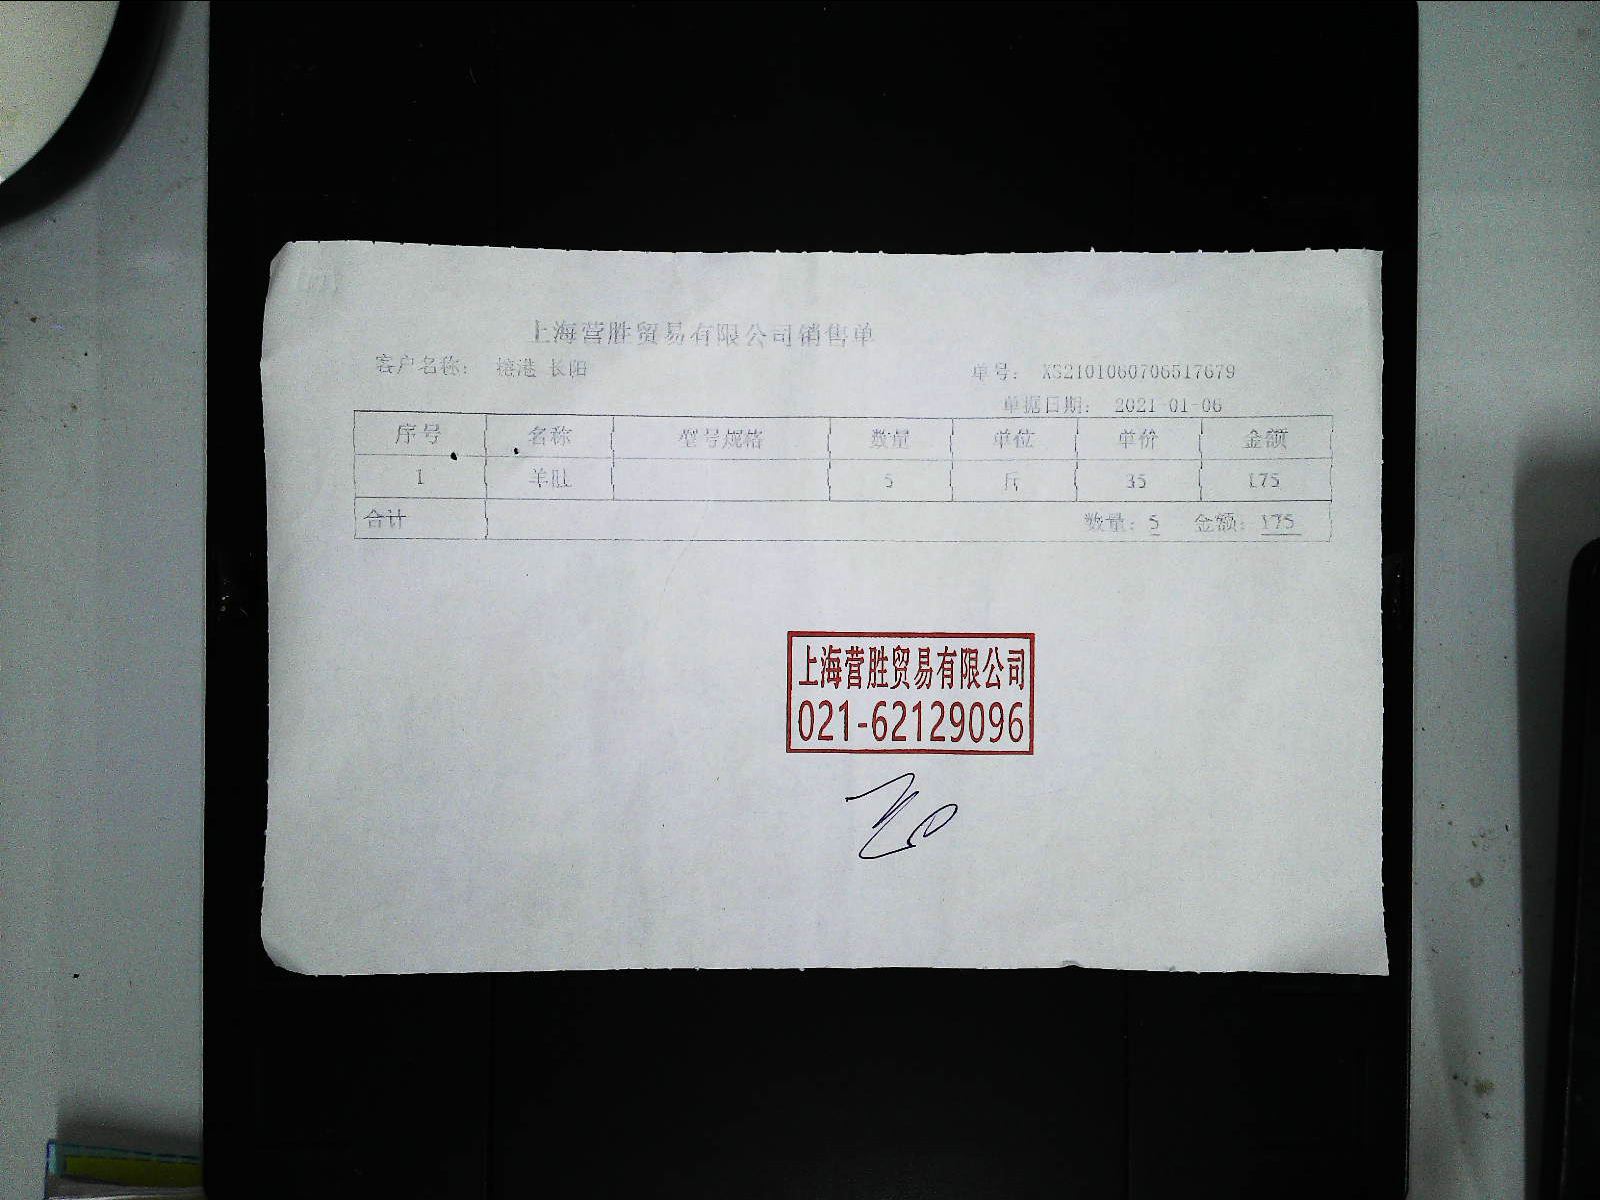 上海营胜贸易有限公司销售单
客户名称： 榕港 长阳 单号： XS2101060706517679
单据日期： 2021-01-06
序号 名称 型号规格 数量 单位 单价 金额
1 羊肚 5 斤 35 175
合计 数量：5 金额：175
上海营胜贸易有限公司
021-62129096